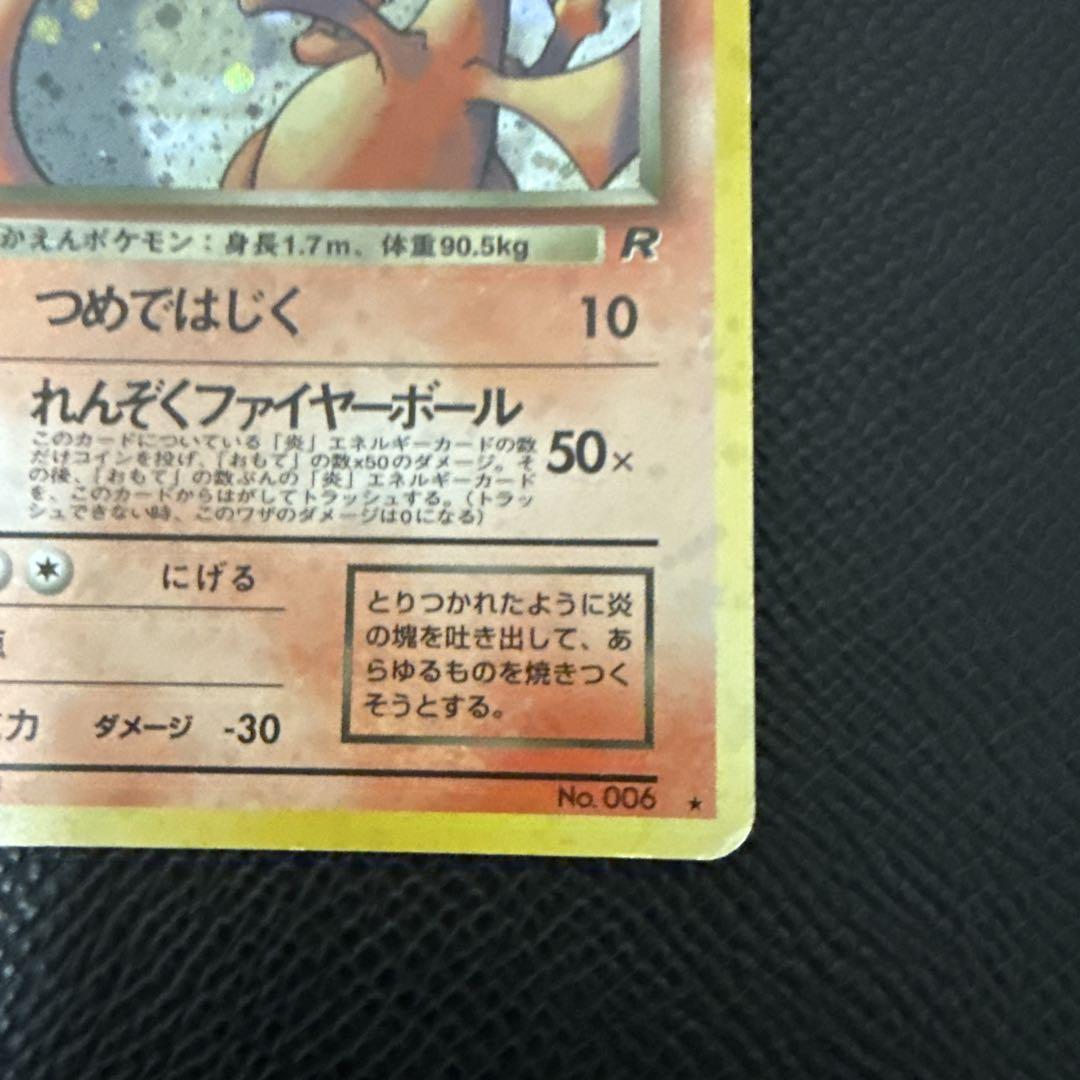 かえんポケモン：身長1.7m、体重90.5kg R
つめではじく 10
れんぞくファイヤーボール
50×
このカードについている「炎」エネルギーカードの数
だけコインを投げ、「おもて」の数×50のダメージ。そ
の後、「おもて」の数ぶんの「炎」エネルギーカード
を、このカードからはがしてトラッシュする。（トラッ
シュできない時、このワザのダメージは0になる）
にげる
力 ダメージ -30
とりつかれたように炎
の塊を吐き出して、あ
らゆるものを焼きつく
そうとする。
No. 006 ★